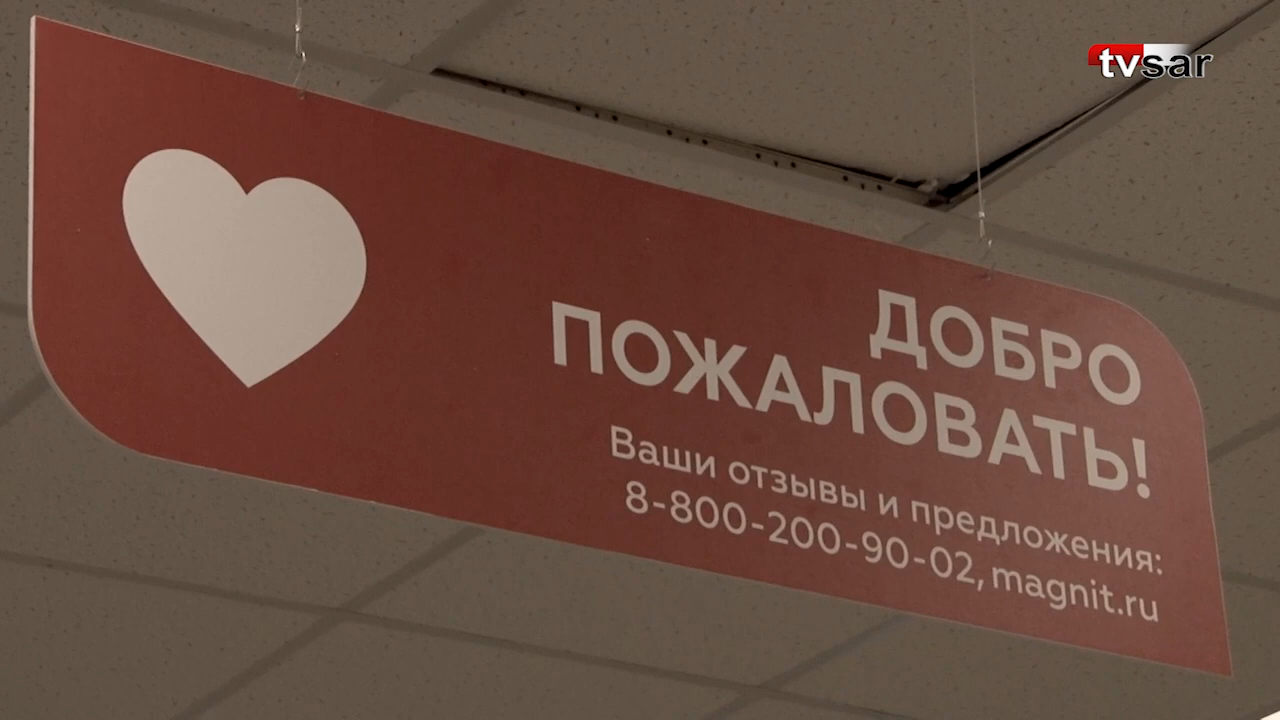 tvsar
ДОБРО
ПОЖАЛОВАТЬ!
Ваши отзывы и предложения:
8-800-200-90-02, magnit.ru